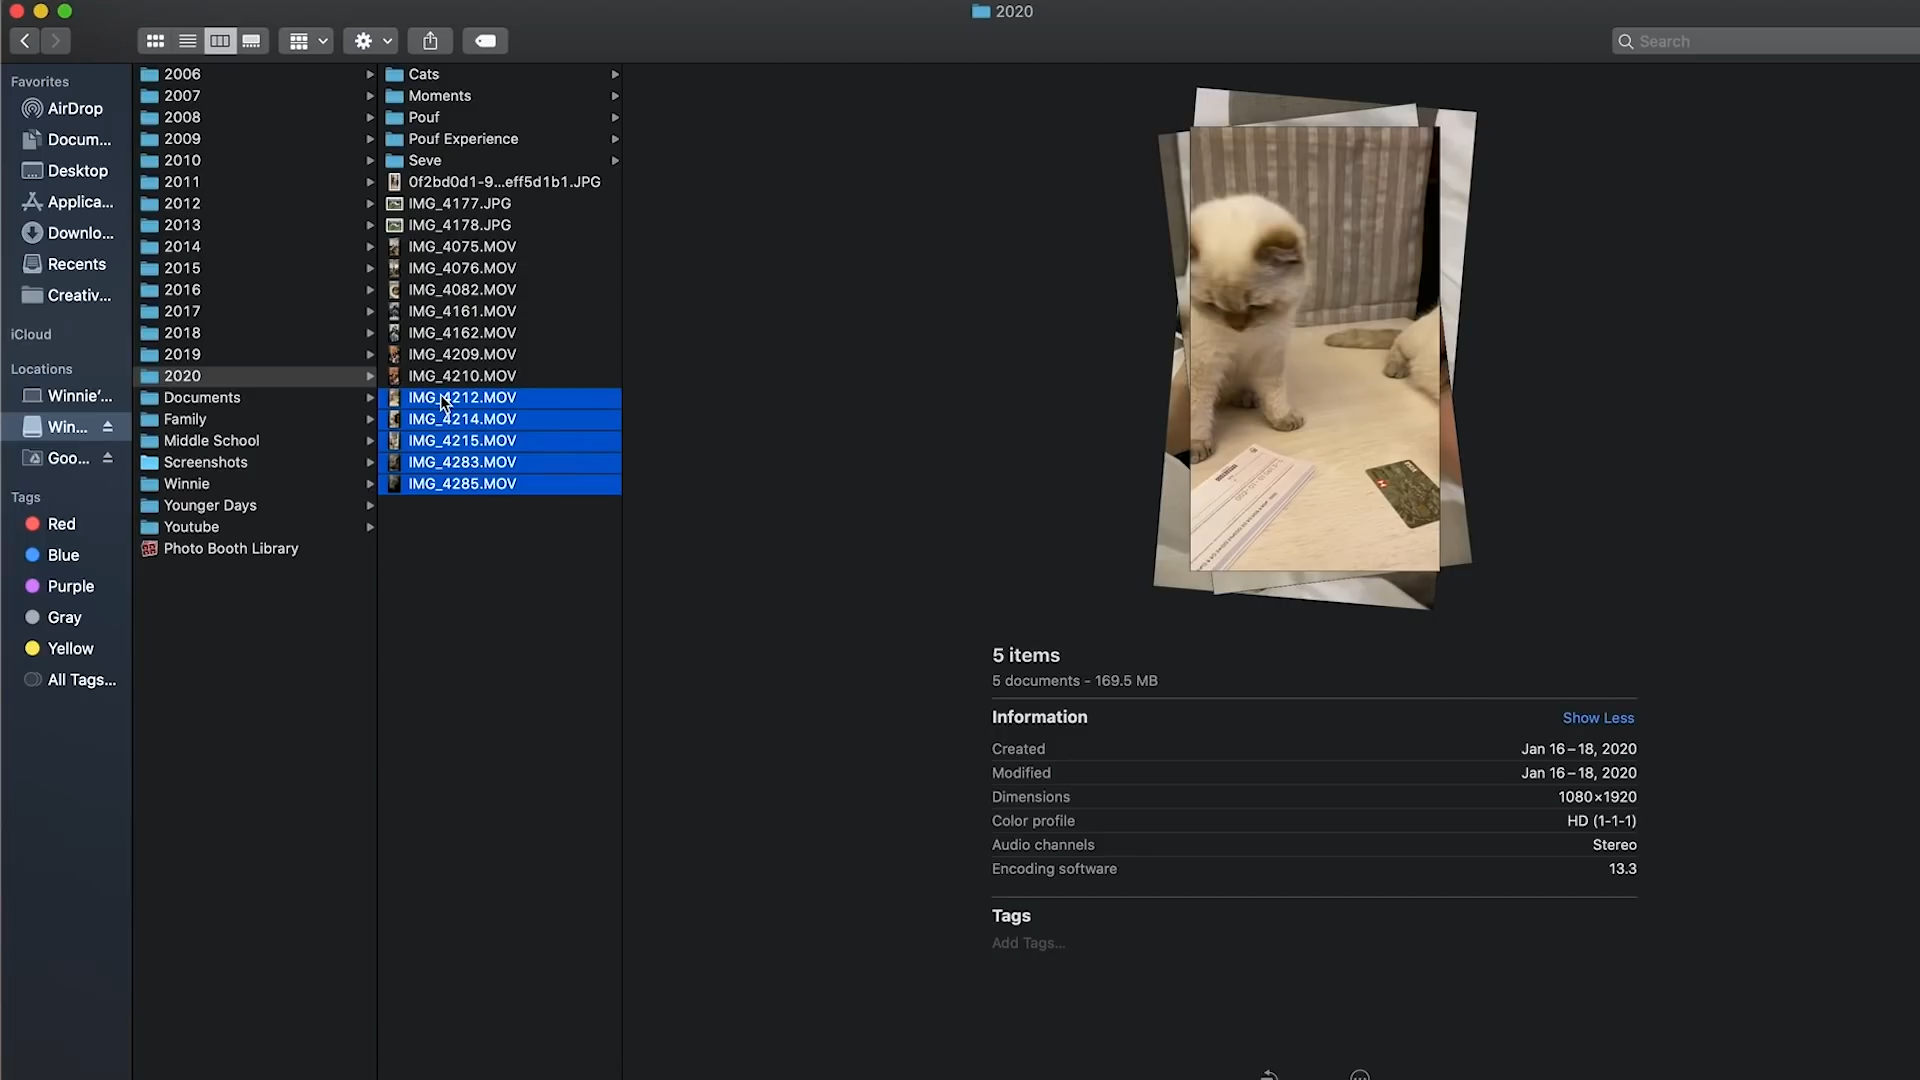 2020
Search
Favorites
AirDrop
Docum...
Desktop
Applica...
Downlo...
Recents
Creativ...
iCloud
Locations
Winnie'...
Win...
Goo...
Tags
Red
Blue
Purple
Gray
Yellow
All Tags...
2006
2007
2008
2009
2010
2011
2012
2013
2014
2015
2016
2017
2018
2019
2020
Documents
Family
Middle School
Screenshots
Winnie
Younger Days
Youtube
Photo Booth Library
Cats
Moments
Pouf
Pouf Experience
Seve
0f2bd0d1-9...eff5d1b1.JPG
IMG_4177.JPG
IMG_4178.JPG
IMG_4075.MOV
IMG_4076.MOV
IMG_4082.MOV
IMG_4161.MOV
IMG_4162.MOV
IMG_4209.MOV
IMG_4210.MOV
IMG_4212.MOV
IMG_4214.MOV
IMG_4215.MOV
IMG_4283.MOV
IMG_4285.MOV
5 items
5 documents - 169.5 MB
Information
Show Less
Created
Jan 16 – 18, 2020
Modified
Jan 16 – 18, 2020
Dimensions
1080×1920
Color profile
HD (1-1-1)
Audio channels
Stereo
Encoding software
13.3
Tags
Add Tags...